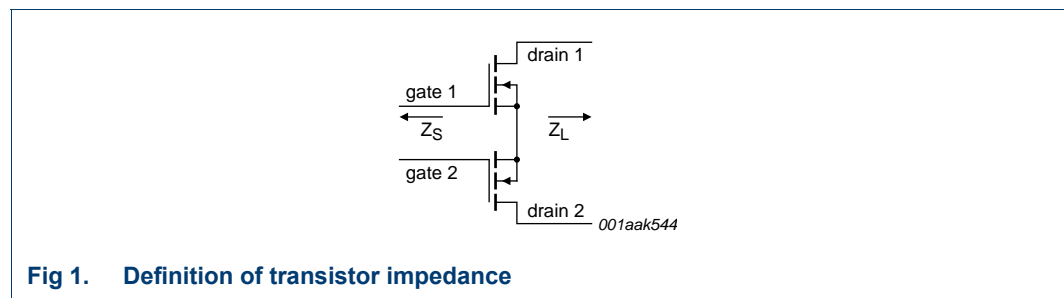 drain 1
gate 1
Z_S
Z_L
gate 2
drain 2
001aak544
Fig 1. Definition of transistor impedance